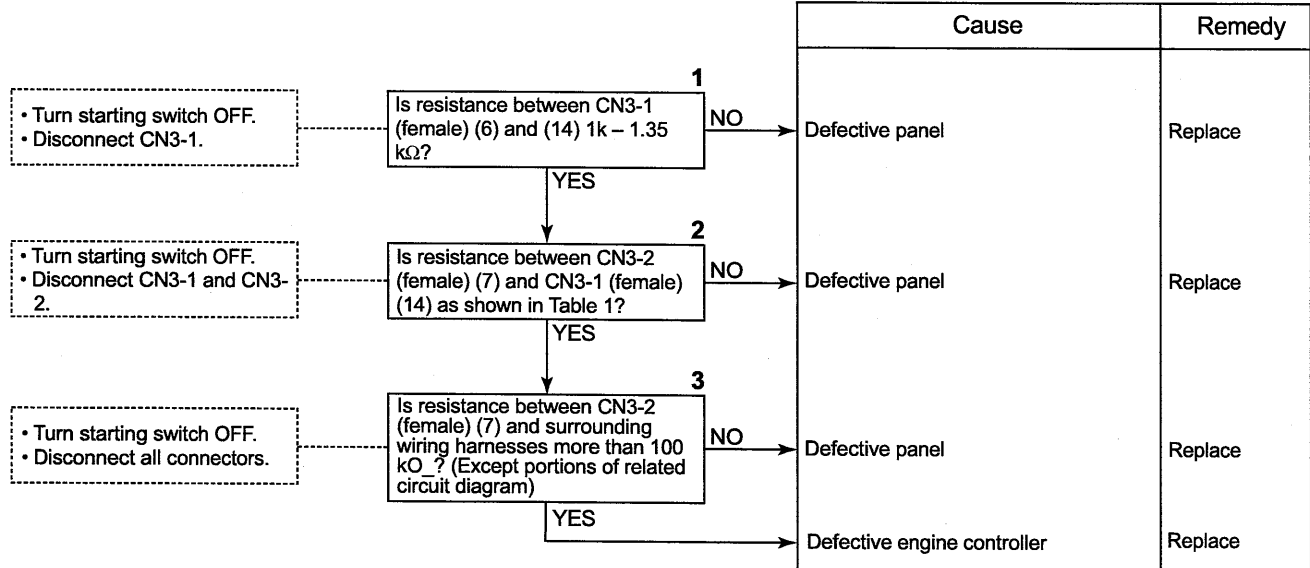 Cause
Remedy
• Turn starting switch OFF.
• Disconnect CN3-1.
1
Is resistance between CN3-1
(female) (6) and (14) 1k – 1.35
kΩ?
NO
Defective panel
Replace
YES
• Turn starting switch OFF.
• Disconnect CN3-1 and CN3-
2.
2
Is resistance between CN3-2
(female) (7) and CN3-1 (female)
(14) as shown in Table 1?
NO
Defective panel
Replace
YES
• Turn starting switch OFF.
• Disconnect all connectors.
3
Is resistance between CN3-2
(female) (7) and surrounding
wiring harnesses more than 100
kO_? (Except portions of related
circuit diagram)
NO
Defective panel
Replace
YES
Defective engine controller
Replace